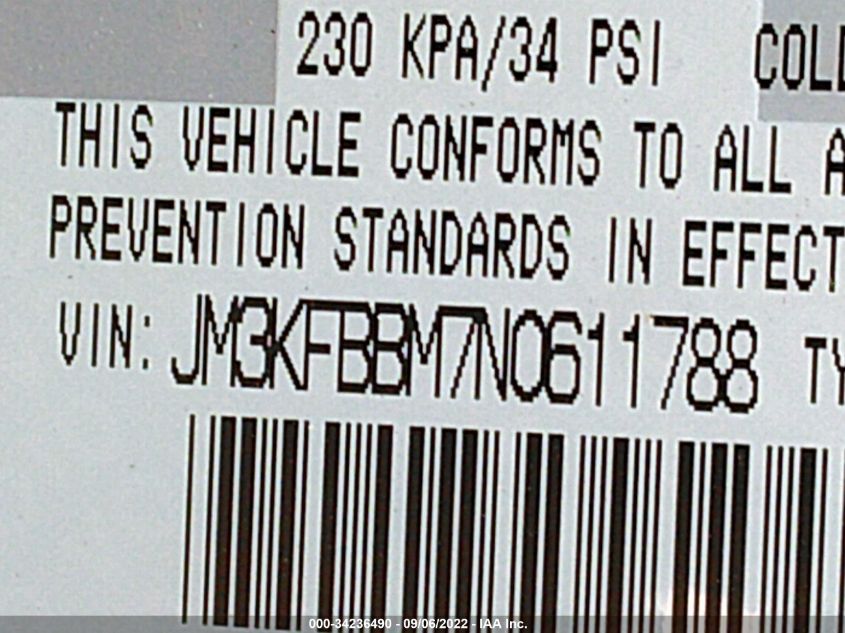 230 KPA/34 PSI COLD
THIS VEHICLE CONFORMS TO ALL A
PREVENTION STANDARDS IN EFFECT
VIN: JM3KFBBM7N0611788 TY
000-34236490 - 09/06/2022 - IAA Inc.